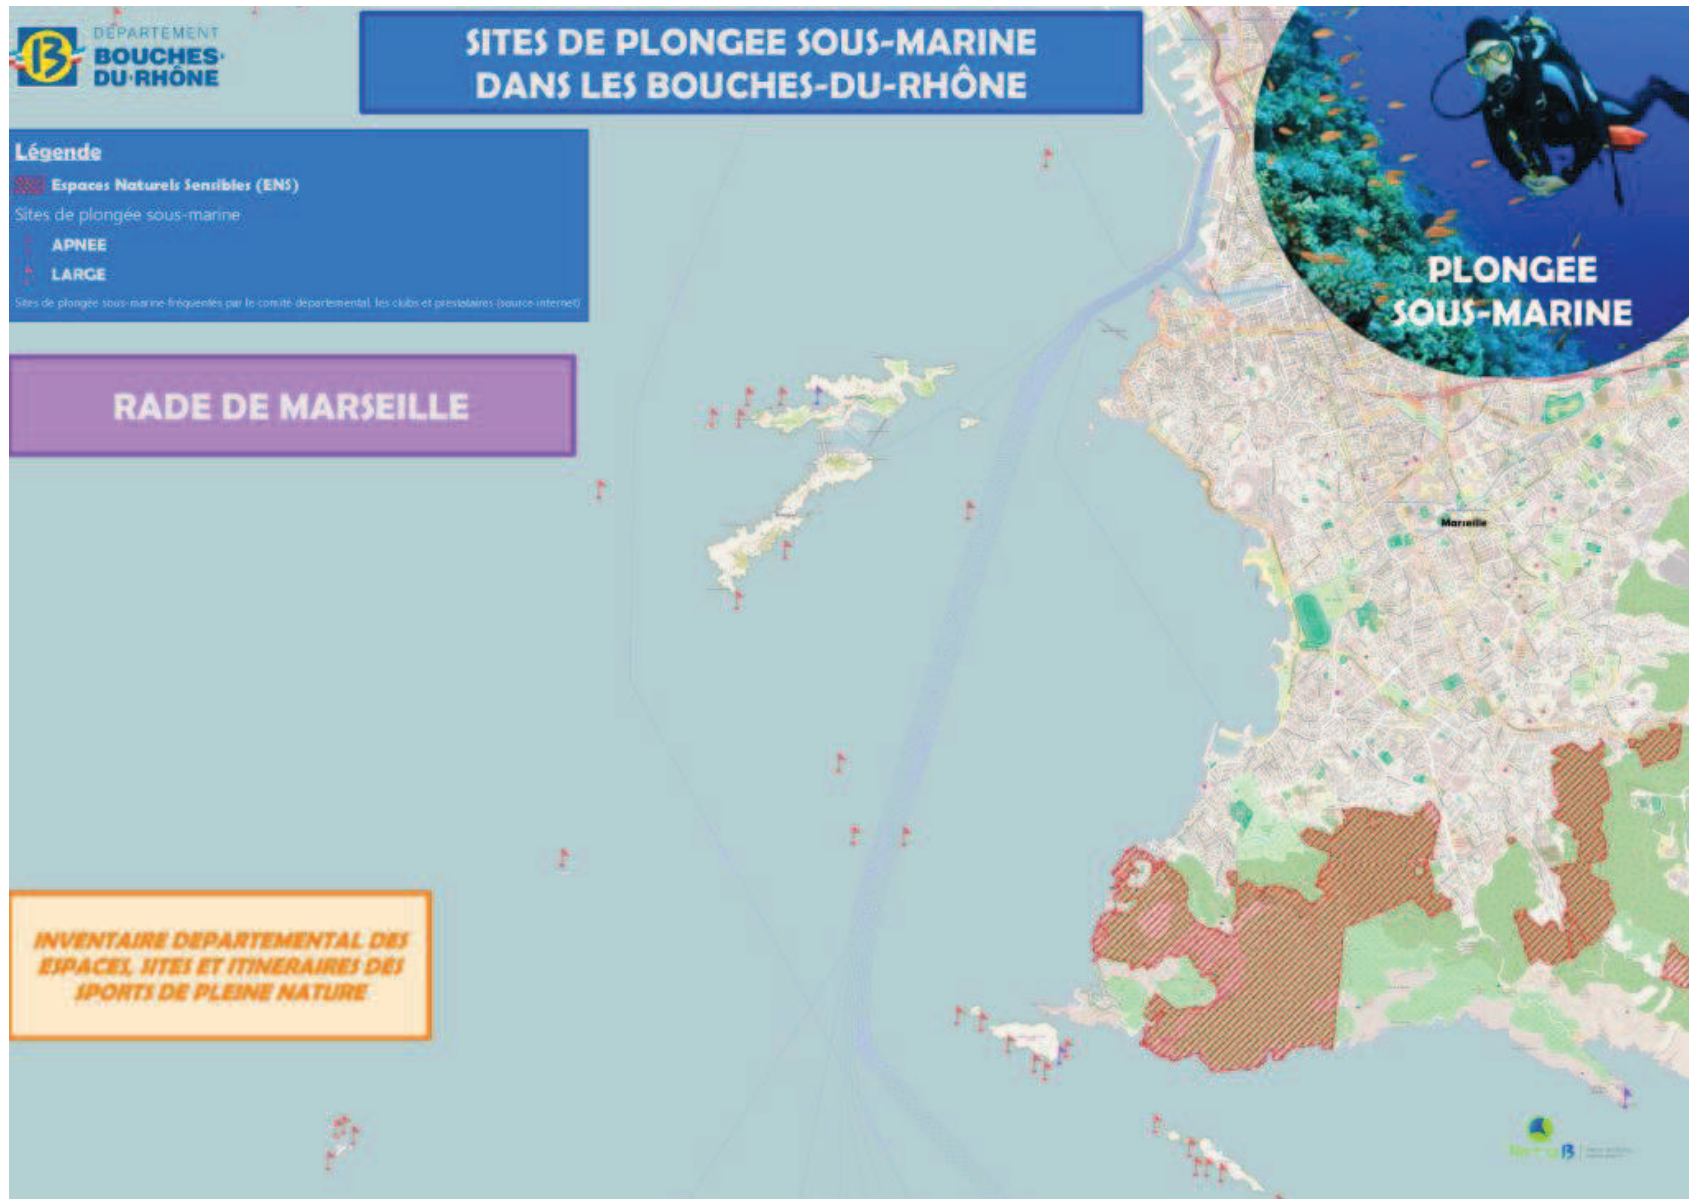 DÉPARTEMENT
BOUCHES-
DU-RHÔNE
SITES DE PLONGEE SOUS-MARINE
DANS LES BOUCHES-DU-RHÔNE
Légende
Espaces Naturels Sensibles (ENS)
Sites de plongée sous-marine
APNEE
LARGE
Sites de plongée sous-marine fréquentés par le comité départemental, les clubs et prestataires (source internet)
PLONGEE
SOUS-MARINE
RADE DE MARSEILLE
Marseille
INVENTAIRE DEPARTEMENTAL DES
ESPACES, SITES ET ITINERAIRES DES
SPORTS DE PLEINE NATURE